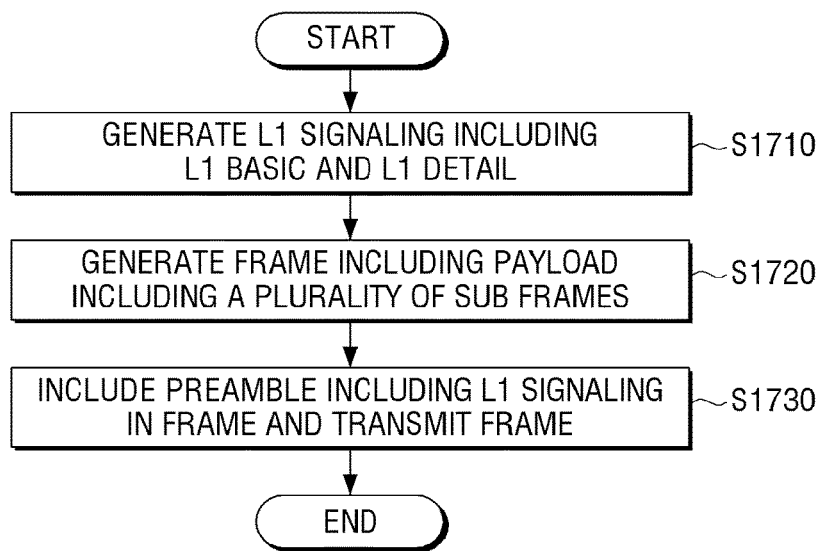 START
GENERATE L1 SIGNALING INCLUDING
L1 BASIC AND L1 DETAIL
S1710
GENERATE FRAME INCLUDING PAYLOAD
INCLUDING A PLURALITY OF SUB FRAMES
S1720
INCLUDE PREAMBLE INCLUDING L1 SIGNALING
IN FRAME AND TRANSMIT FRAME
S1730
END